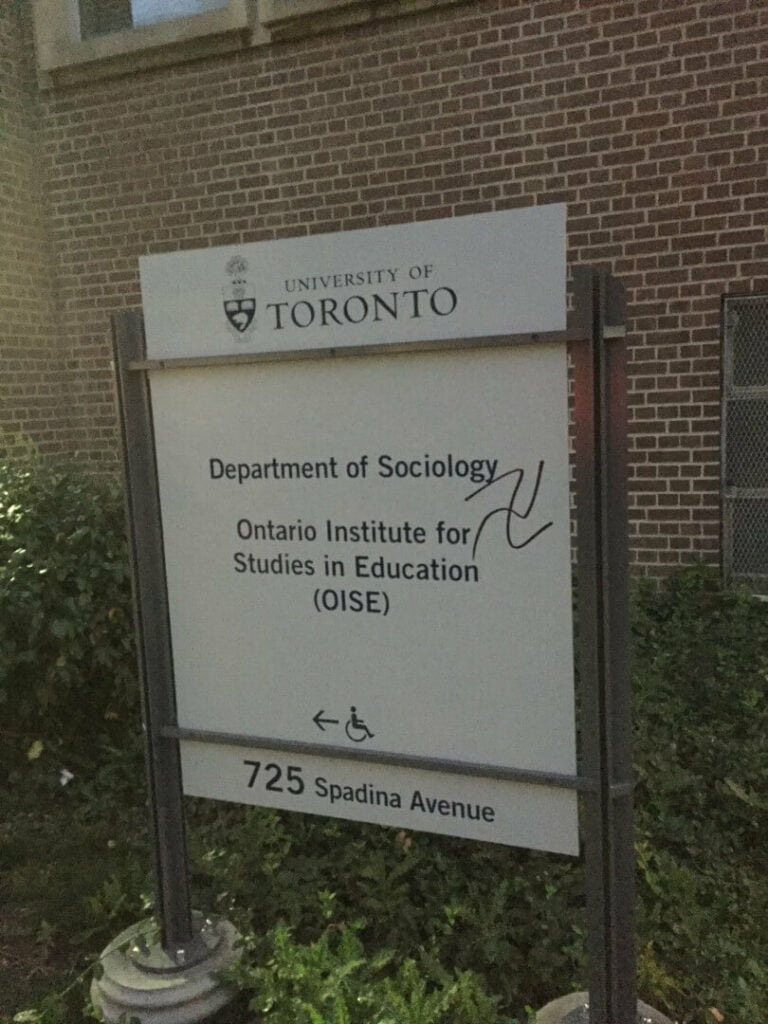 UNIVERSITY OF
TORONTO
Department of Sociology
Ontario Institute for
Studies in Education
(OISE)
725 Spadina Avenue